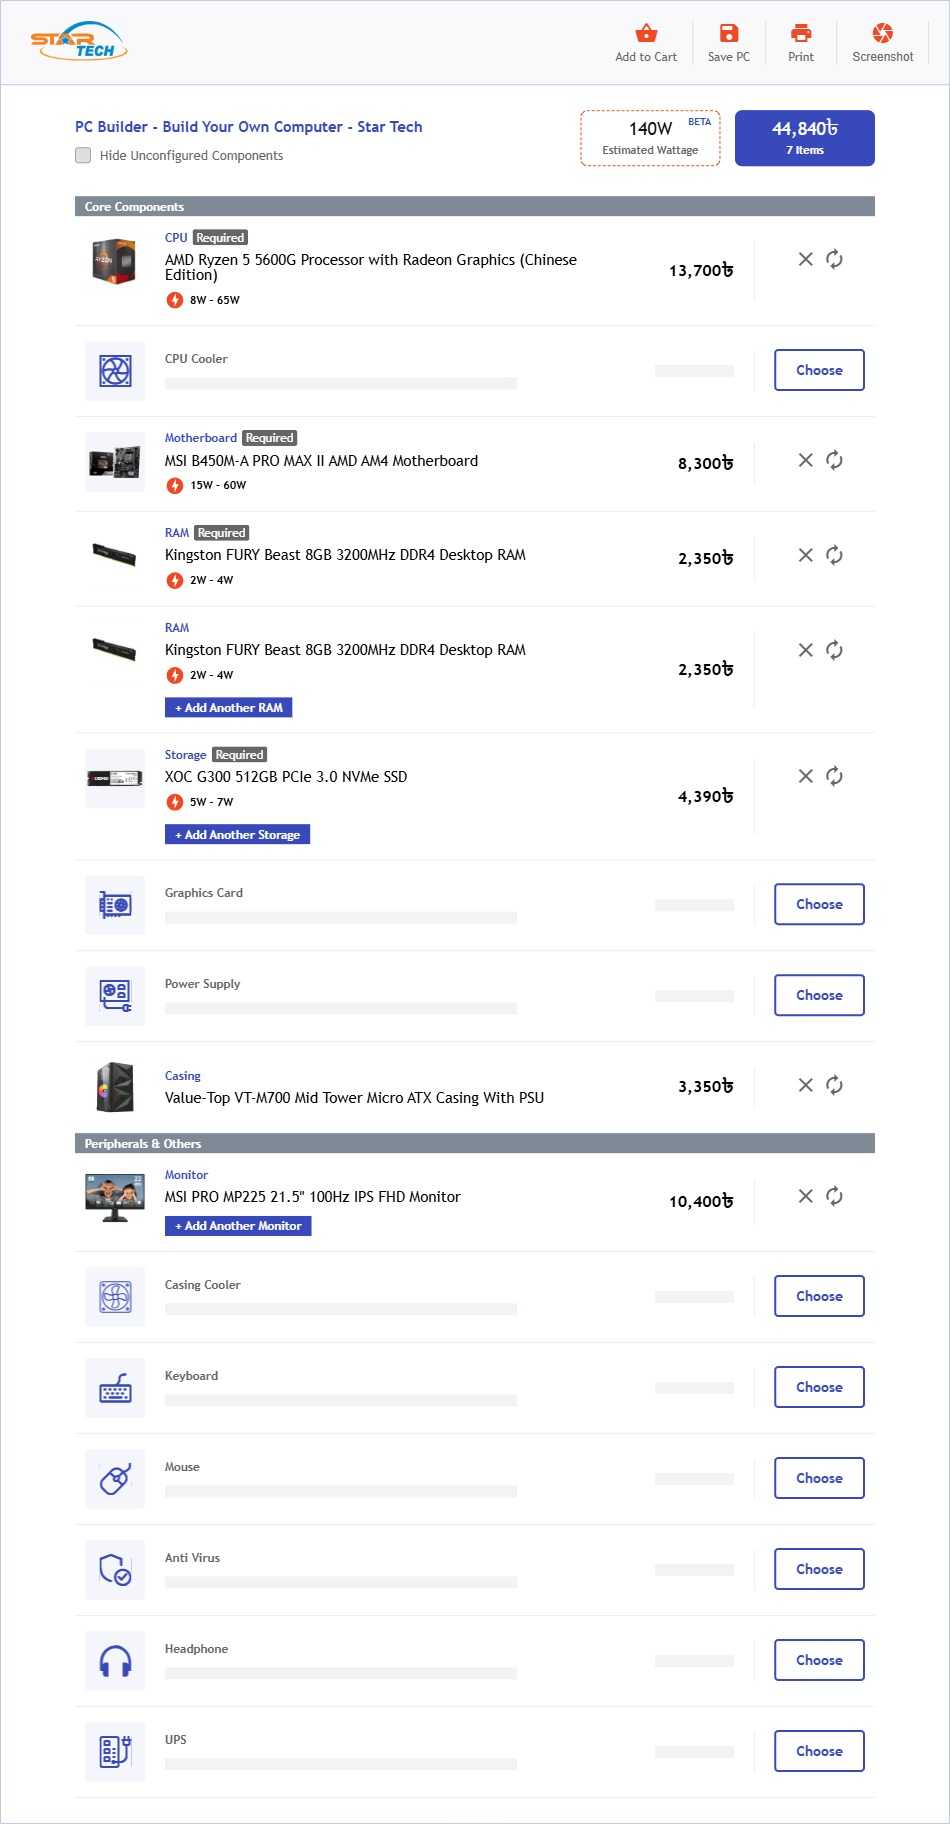 STAR
TECH
Add to Cart
Save PC
Print
Screenshot
PC Builder - Build Your Own Computer - Star Tech
Hide Unconfigured Components
140W BETA
Estimated Wattage
44,840৳
7 Items
Core Components
CPU Required
AMD Ryzen 5 5600G Processor with Radeon Graphics (Chinese
Edition)
8W - 65W
13,700৳
CPU Cooler
Choose
Motherboard Required
MSI B450M-A PRO MAX II AMD AM4 Motherboard
15W - 60W
8,300৳
RAM Required
Kingston FURY Beast 8GB 3200MHz DDR4 Desktop RAM
2W - 4W
2,350৳
RAM
Kingston FURY Beast 8GB 3200MHz DDR4 Desktop RAM
2W - 4W
+ Add Another RAM
2,350৳
Storage Required
XOC G300 512GB PCIe 3.0 NVMe SSD
5W - 7W
+ Add Another Storage
4,390৳
Graphics Card
Choose
Power Supply
Choose
Casing
Value-Top VT-M700 Mid Tower Micro ATX Casing With PSU
3,350৳
Peripherals & Others
Monitor
MSI PRO MP225 21.5" 100Hz IPS FHD Monitor
+ Add Another Monitor
10,400৳
Casing Cooler
Choose
Keyboard
Choose
Mouse
Choose
Anti Virus
Choose
Headphone
Choose
UPS
Choose